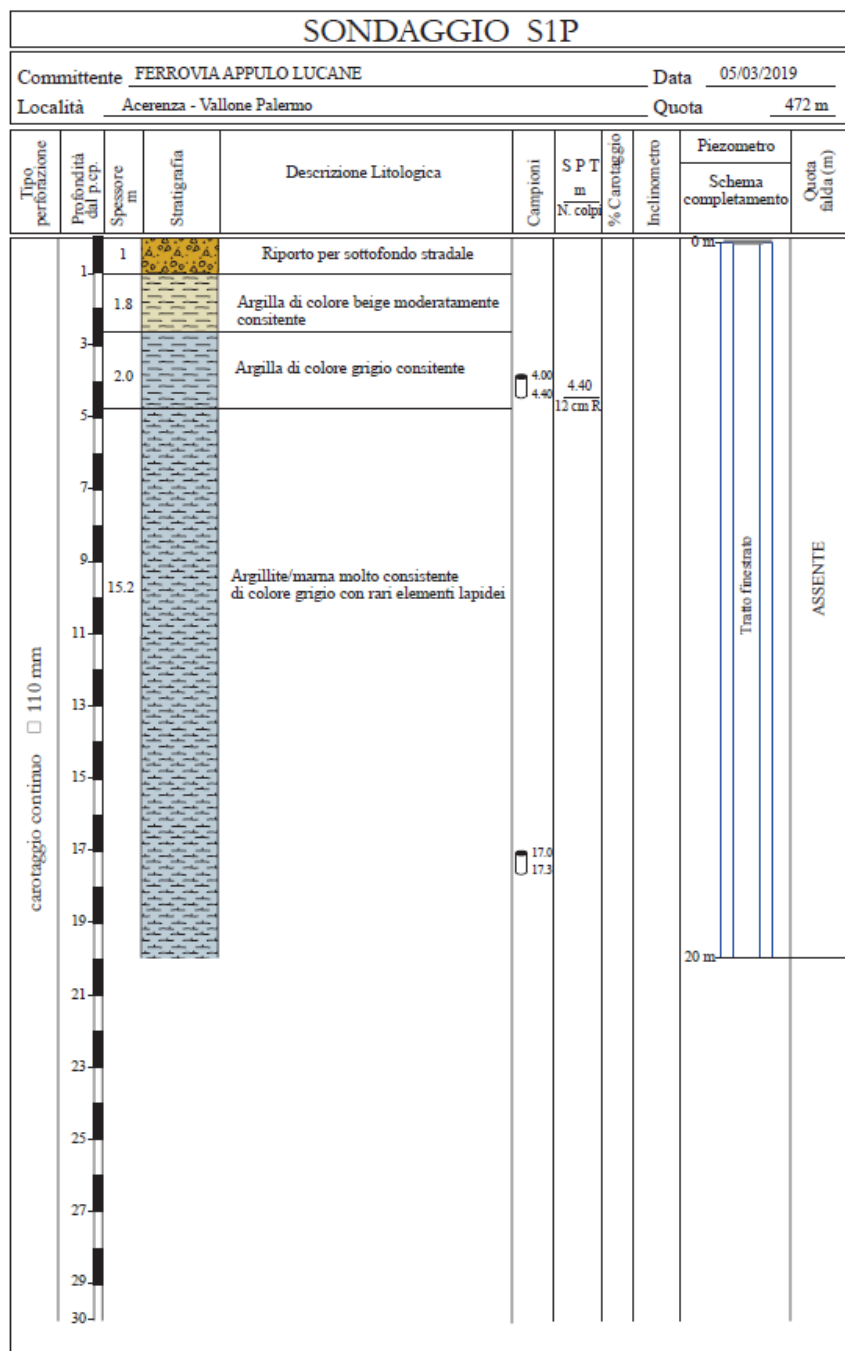 SONDAGGIO S1P
Committente FERROVIA APPULO LUCANE Data 05/03/2019
Località Acerenza - Vallone Palermo Quota 472 m
Tipo perforazione
Profondità dal p.cp.
Spessore m
Stratigrafia
Descrizione Litologica
Campioni
S P T
m
N. colpi
% Carotaggio
Inclinometro
Piezometro
Schema
completamento
Quota falda (m)
0 m
1
Riporto per sottofondo stradale
1
1.8
Argilla di colore beige moderatamente
consitente
3
2.0
Argilla di colore grigio consitente
4.00
4.40
4.40
12 cm R
5
7
9
15.2
Argillite/marna molto consistente
di colore grigio con rari elementi lapidei
Tratto finestrato
ASSENTE
11
13
carotaggio continuo □ 110 mm
15
17
17.0
17.3
19
20 m
21
23
25
27
29
30